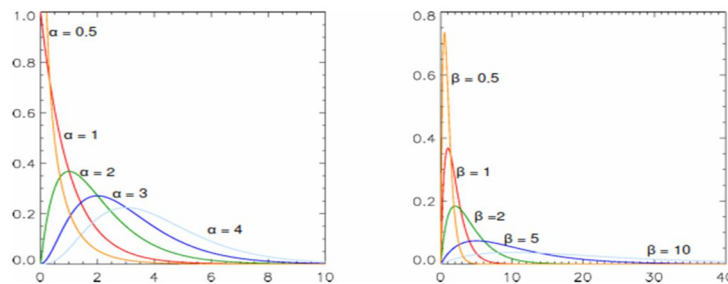 1.0
α = 0.5
0.8
0.6
α = 1
0.4
α = 2
α = 3
0.2
α = 4
0.0
0 2 4 6 8 10
0.8
0.6
β = 0.5
0.4
β = 1
0.2
β =2
β = 5
β = 10
0.0
0 10 20 30 40